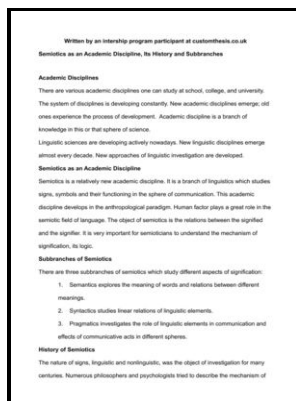 Written by an intership program participant at customthesis.co.uk
Semiotics as an Academic Discipline, Its History and Subbranches
Academic Disciplines
There are various academic disciplines one can study at school, college, and university.
The system of disciplines is developing constantly. New academic disciplines emerge; old
ones experience the process of development. Academic discipline is a branch of
knowledge in this or that sphere of science.
Linguistic sciences are developing actively nowadays. New linguistic disciplines emerge
almost every decade. New approaches of linguistic investigation are developed.
Semiotics as an Academic Discipline
Semiotics is a relatively new academic discipline. It is a branch of linguistics which studies
signs, symbols and their functioning in the sphere of communication. This academic
discipline develops in the anthropological paradigm. Human factor plays a great role in the
semiotic field of language. The object of semiotics is the relations between the signified
and the signifier. It is very important for semioticians to understand the mechanism of
signification, its logic.
Subbranches of Semiotics
There are three subbranches of semiotics which study different aspects of signification:
1. Semantics explores the meaning of words and relations between different
meanings.
2. Syntactics studies linear relations of linguistic elements.
3. Pragmatics investigates the role of linguistic elements in communication and
effects of communicative acts in different spheres.
History of Semiotics
The nature of signs, linguistic and nonlinguistic, was the object of investigation for many
centuries. Numerous philosophers and psychologists tried to describe the mechanism of